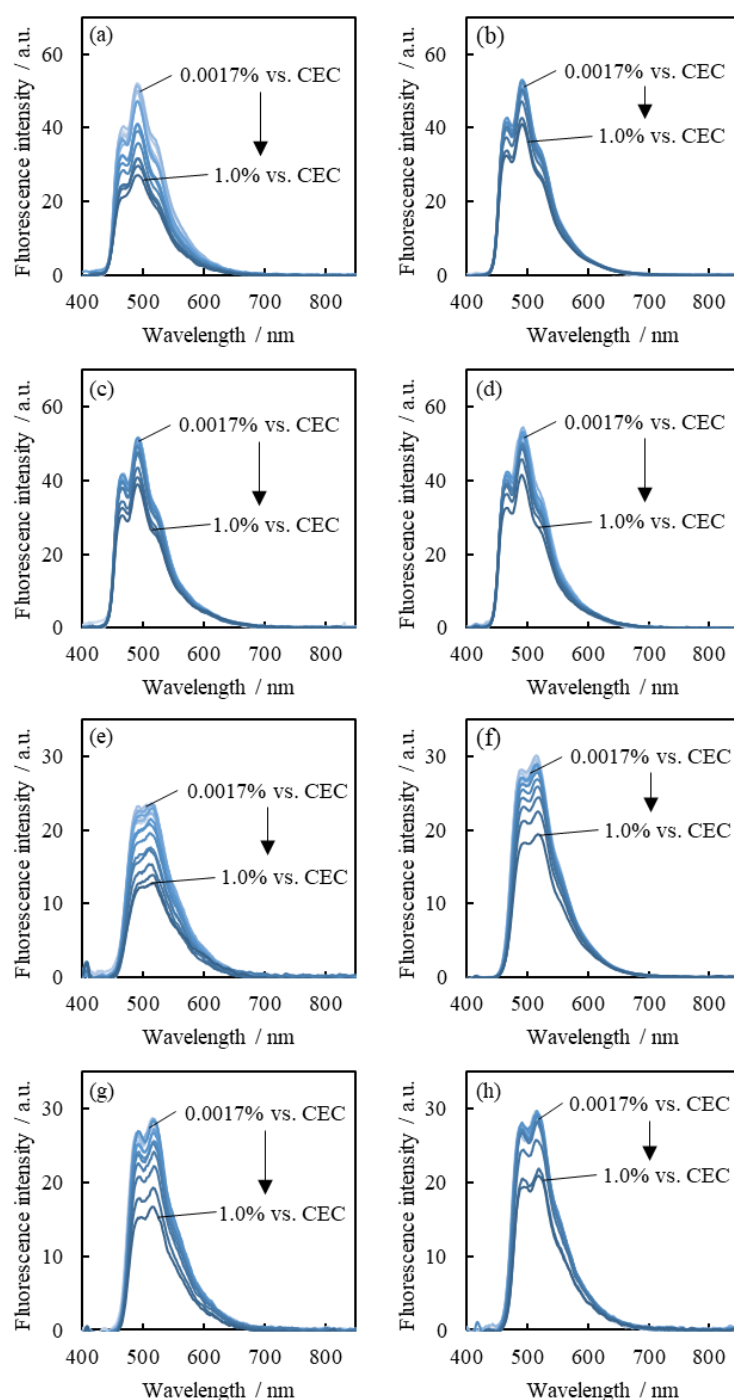 (a)
Fluorescence intensity / a.u.
60
40
20
0
0.0017% vs. CEC
1.0% vs. CEC
400 500 600 700 800
Wavelength / nm
(b)
Fluorescence intensity / a.u.
60
40
20
0
0.0017% vs. CEC
1.0% vs. CEC
400 500 600 700 800
Wavelength / nm
(c)
Fluorescenc intensity / a.u.
60
40
20
0
0.0017% vs. CEC
1.0% vs. CEC
400 500 600 700 800
Wavelength / nm
(d)
Fluorescence intensity / a.u.
60
40
20
0
0.0017% vs. CEC
1.0% vs. CEC
400 500 600 700 800
Wavelength / nm
(e)
Fluorescence intensity / a.u.
30
20
10
0
0.0017% vs. CEC
1.0% vs. CEC
400 500 600 700 800
Wavelength / nm
(f)
Fluorescence intensity / a.u.
30
20
10
0
0.0017% vs. CEC
1.0% vs. CEC
400 500 600 700 800
Wavelength / nm
(g)
Fluorescence intensity / a.u.
30
20
10
0
0.0017% vs. CEC
1.0% vs. CEC
400 500 600 700 800
Wavelength / nm
(h)
Fluorescence intensity / a.u.
30
20
10
0
0.0017% vs. CEC
1.0% vs. CEC
400 500 600 700 800
Wavelength / nm